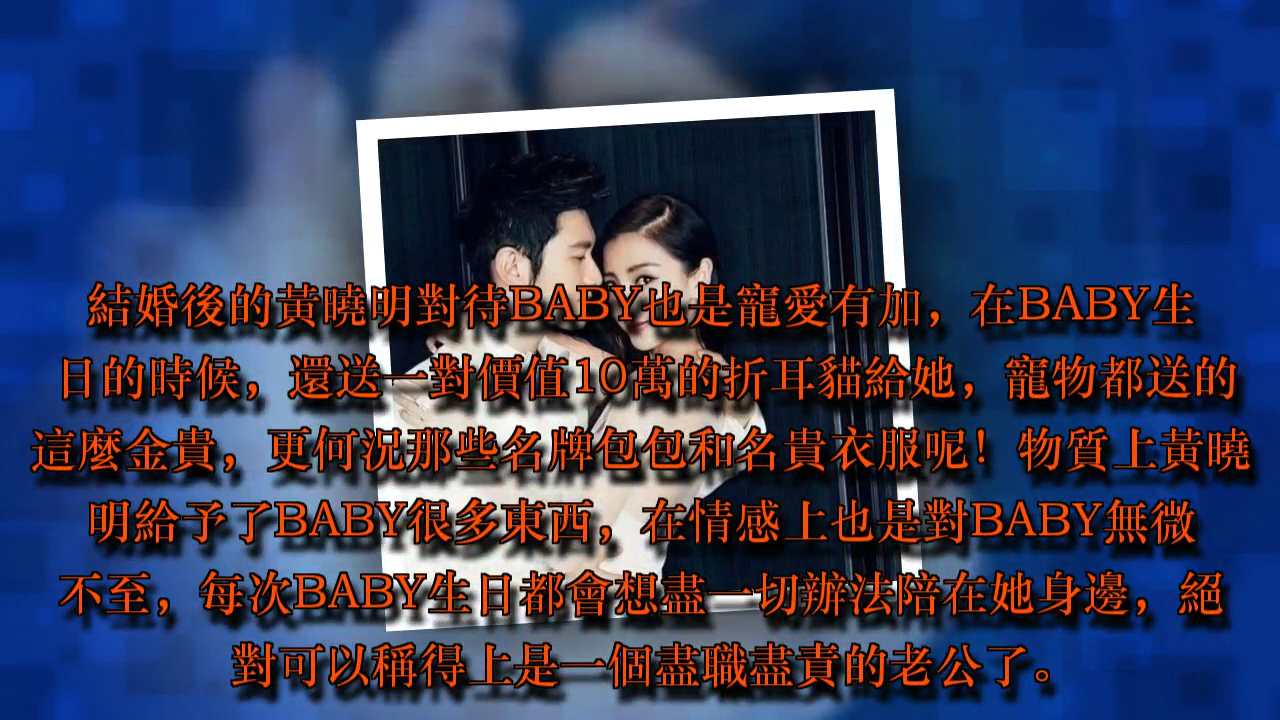 結婚後的黃曉明對待BABY也是寵愛有加，在BABY生
日的時候，還送一對價值10萬的折耳貓給她，寵物都送的
這麼金貴，更何況那些名牌包包和名貴衣服呢！物質上黃曉
明給予了BABY很多東西，在情感上也是對BABY無微
不至，每次BABY生日都會想盡一切辦法陪在她身邊，絕
對可以稱得上是一個盡職盡責的老公了。